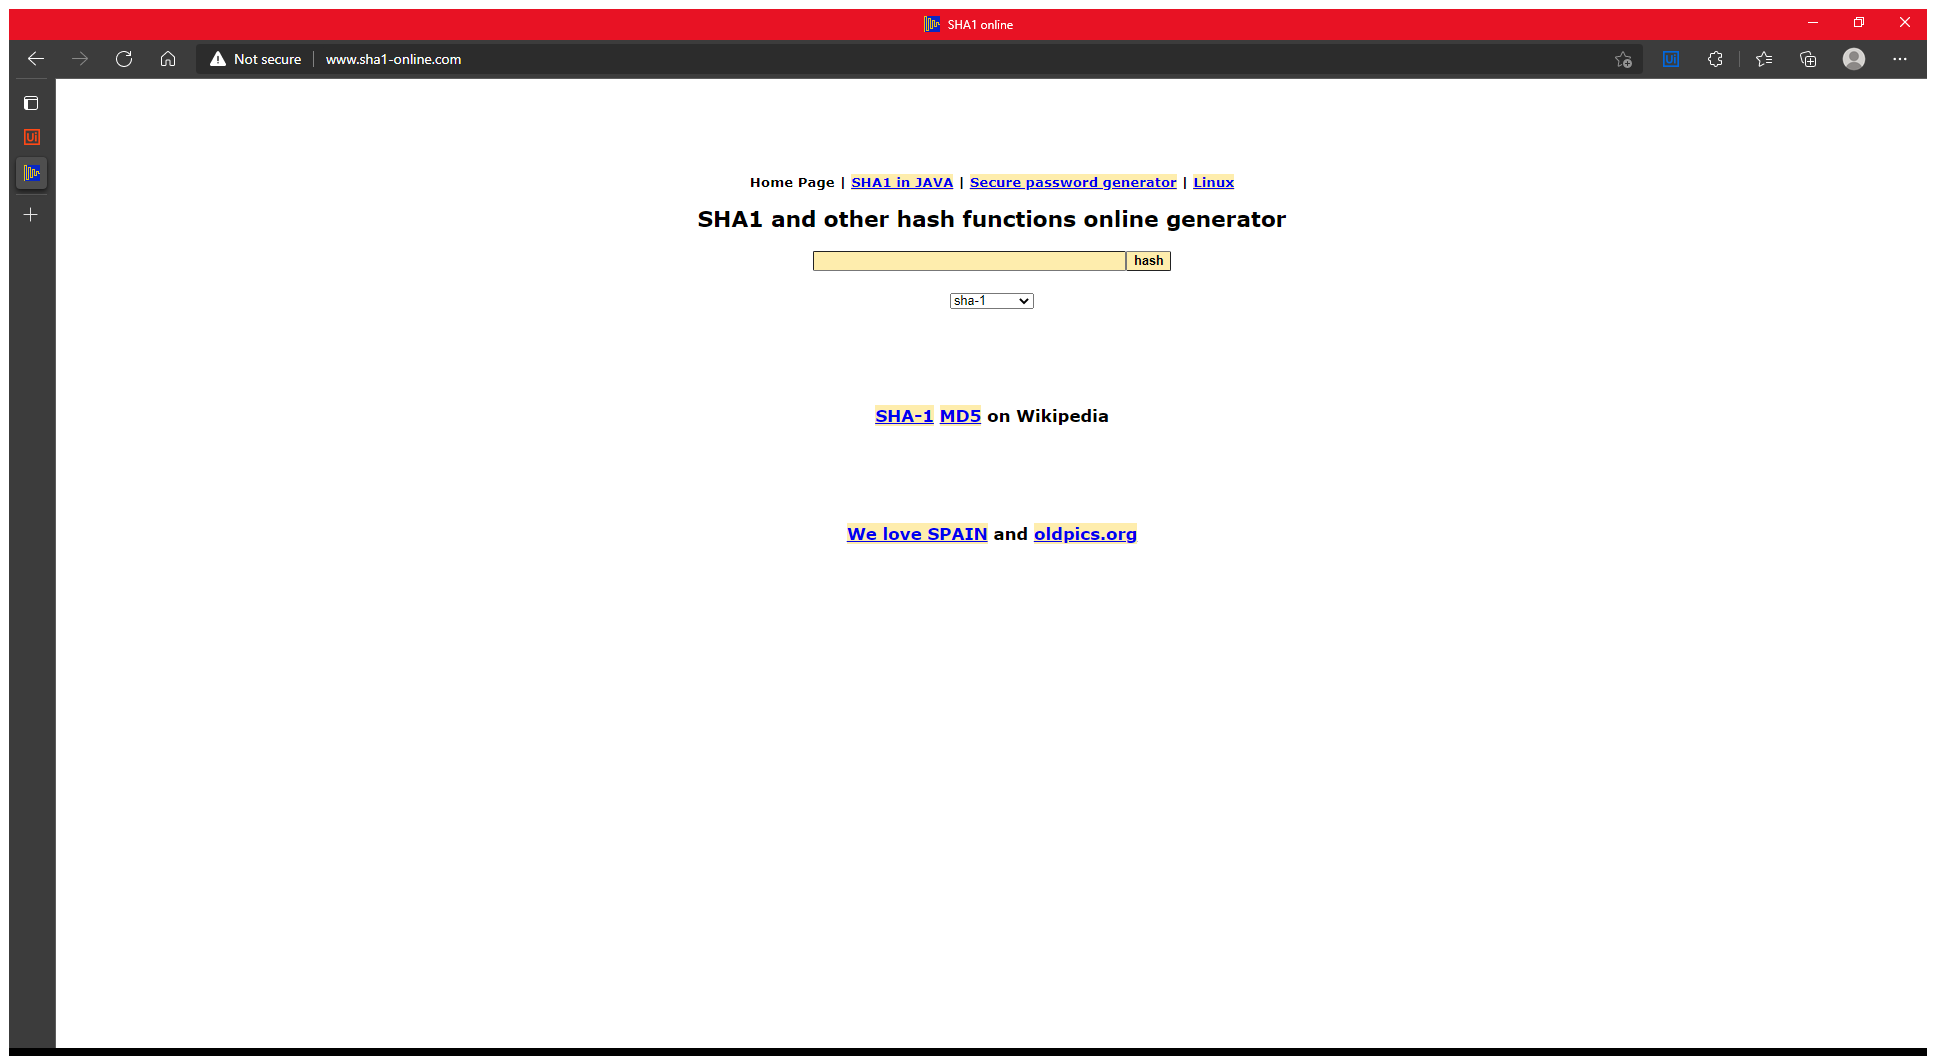 SHA1 online
Not secure www.sha1-online.com
Ui
Ui
Home Page | SHA1 in JAVA | Secure password generator | Linux
SHA1 and other hash functions online generator
hash
sha-1
SHA-1 MD5 on Wikipedia
We love SPAIN and oldpics.org